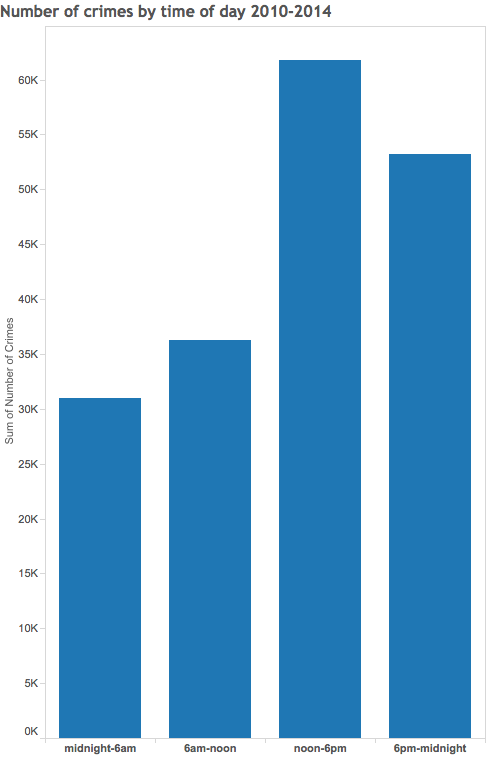 Number of crimes by time of day 2010-2014
60K
55K
50K
45K
40K
35K
30K
25K
20K
15K
10K
5K
0K
Sum of Number of Crimes
midnight-6am
6am-noon
noon-6pm
6pm-midnight